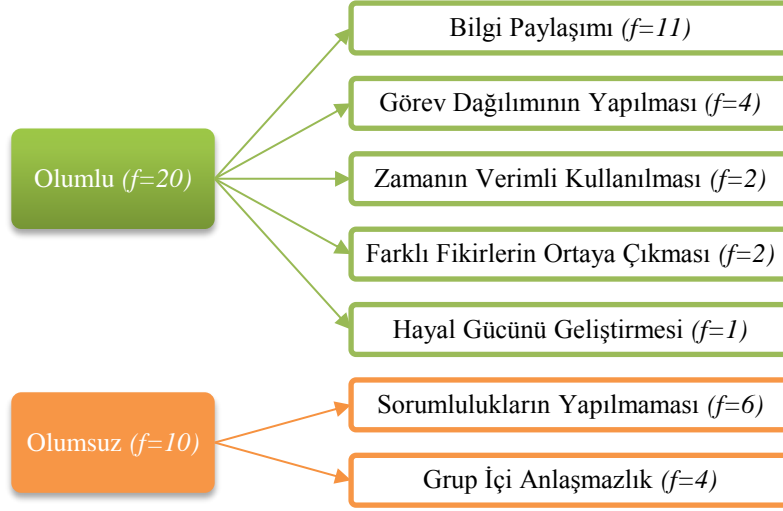 Olumlu (f=20)
Bilgi Paylaşımı (f=11)
Görev Dağılımının Yapılması (f=4)
Zamanın Verimli Kullanılması (f=2)
Farklı Fikirlerin Ortaya Çıkması (f=2)
Hayal Gücünü Geliştirmesi (f=1)
Olumsuz (f=10)
Sorumlulukların Yapılmaması (f=6)
Grup İçi Anlaşmazlık (f=4)